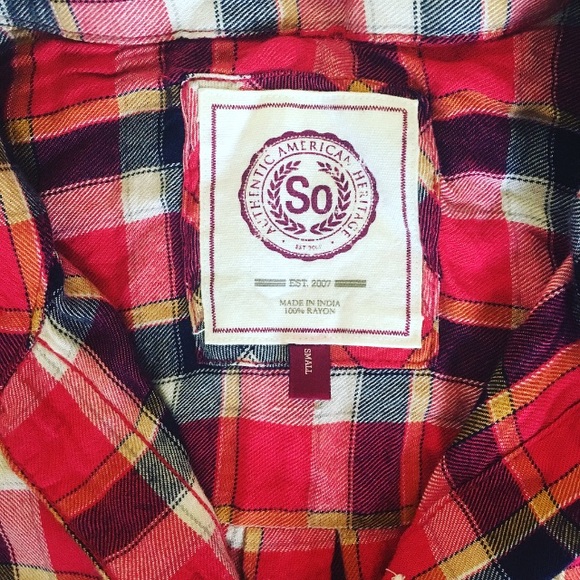 AUTHENTIC AMERICAN HERITAGE
So
EST. 2007
EST. 2007
MADE IN INDIA
100% RAYON
SMALL